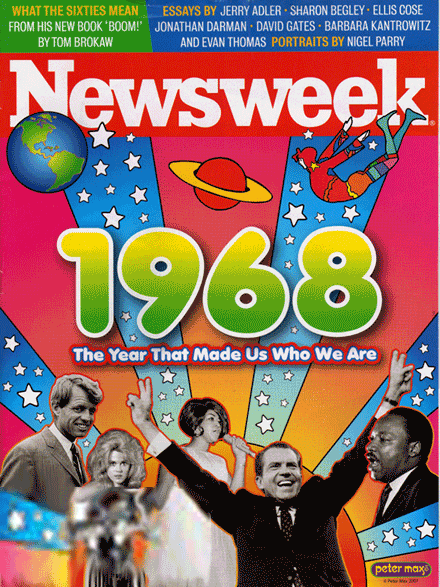 WHAT THE SIXTIES MEAN
FROM HIS NEW BOOK ‘BOOM!’
BY TOM BROKAW
ESSAYS BY JERRY ADLER • SHARON BEGLEY • ELLIS COSE
JONATHAN DARMAN • DAVID GATES • BARBARA KANTROWITZ
AND EVAN THOMAS PORTRAITS BY NIGEL PARRY
Newsweek®
1968
The Year That Made Us Who We Are
peter max
© Peter Max 2007